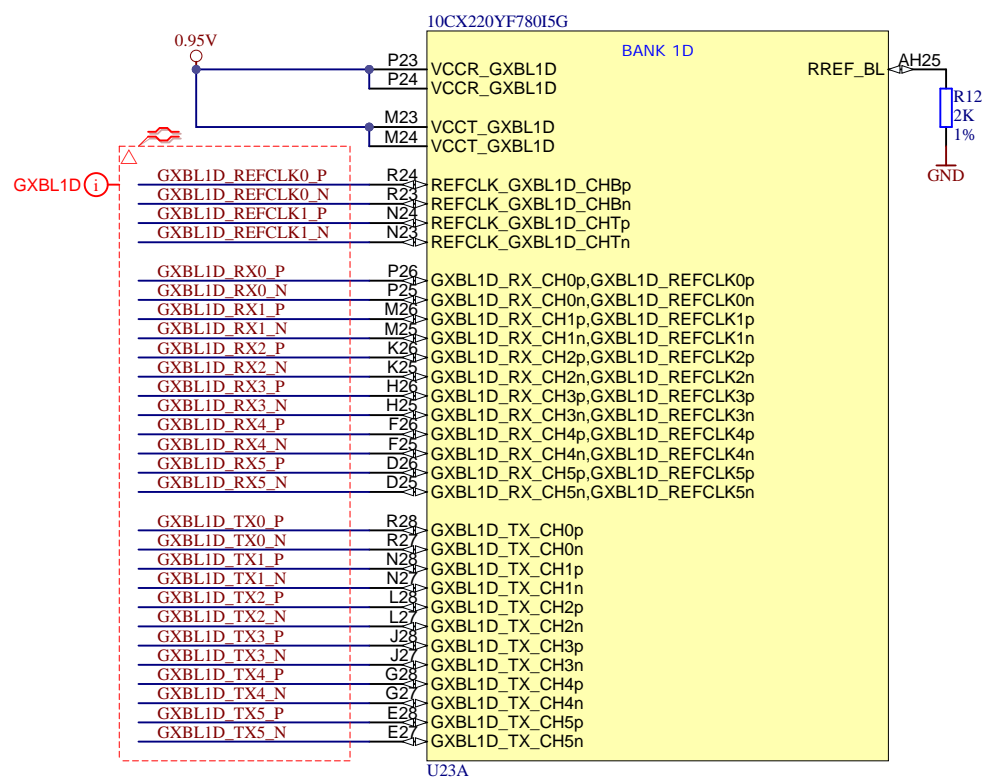 10CX220YF780I5G
BANK 1D
0.95V
P23 VCCR_GXBL1D
P24 VCCR_GXBL1D
RREF_BL AH25
R12
2K
1%
GND
M23 VCCT_GXBL1D
M24 VCCT_GXBL1D
GXBL1D i
GXBL1D_REFCLK0_P R24 REFCLK_GXBL1D_CHBp
GXBL1D_REFCLK0_N R23 REFCLK_GXBL1D_CHBn
GXBL1D_REFCLK1_P N24 REFCLK_GXBL1D_CHTp
GXBL1D_REFCLK1_N N23 REFCLK_GXBL1D_CHTn
GXBL1D_RX0_P P26 GXBL1D_RX_CH0p,GXBL1D_REFCLK0p
GXBL1D_RX0_N P25 GXBL1D_RX_CH0n,GXBL1D_REFCLK0n
GXBL1D_RX1_P M26 GXBL1D_RX_CH1p,GXBL1D_REFCLK1p
GXBL1D_RX1_N M25 GXBL1D_RX_CH1n,GXBL1D_REFCLK1n
GXBL1D_RX2_P K26 GXBL1D_RX_CH2p,GXBL1D_REFCLK2p
GXBL1D_RX2_N K25 GXBL1D_RX_CH2n,GXBL1D_REFCLK2n
GXBL1D_RX3_P H26 GXBL1D_RX_CH3p,GXBL1D_REFCLK3p
GXBL1D_RX3_N H25 GXBL1D_RX_CH3n,GXBL1D_REFCLK3n
GXBL1D_RX4_P F26 GXBL1D_RX_CH4p,GXBL1D_REFCLK4p
GXBL1D_RX4_N F25 GXBL1D_RX_CH4n,GXBL1D_REFCLK4n
GXBL1D_RX5_P D26 GXBL1D_RX_CH5p,GXBL1D_REFCLK5p
GXBL1D_RX5_N D25 GXBL1D_RX_CH5n,GXBL1D_REFCLK5n
GXBL1D_TX0_P R28 GXBL1D_TX_CH0p
GXBL1D_TX0_N R27 GXBL1D_TX_CH0n
GXBL1D_TX1_P N28 GXBL1D_TX_CH1p
GXBL1D_TX1_N N27 GXBL1D_TX_CH1n
GXBL1D_TX2_P L28 GXBL1D_TX_CH2p
GXBL1D_TX2_N L27 GXBL1D_TX_CH2n
GXBL1D_TX3_P J28 GXBL1D_TX_CH3p
GXBL1D_TX3_N J27 GXBL1D_TX_CH3n
GXBL1D_TX4_P G28 GXBL1D_TX_CH4p
GXBL1D_TX4_N G27 GXBL1D_TX_CH4n
GXBL1D_TX5_P E28 GXBL1D_TX_CH5p
GXBL1D_TX5_N E27 GXBL1D_TX_CH5n
U23A